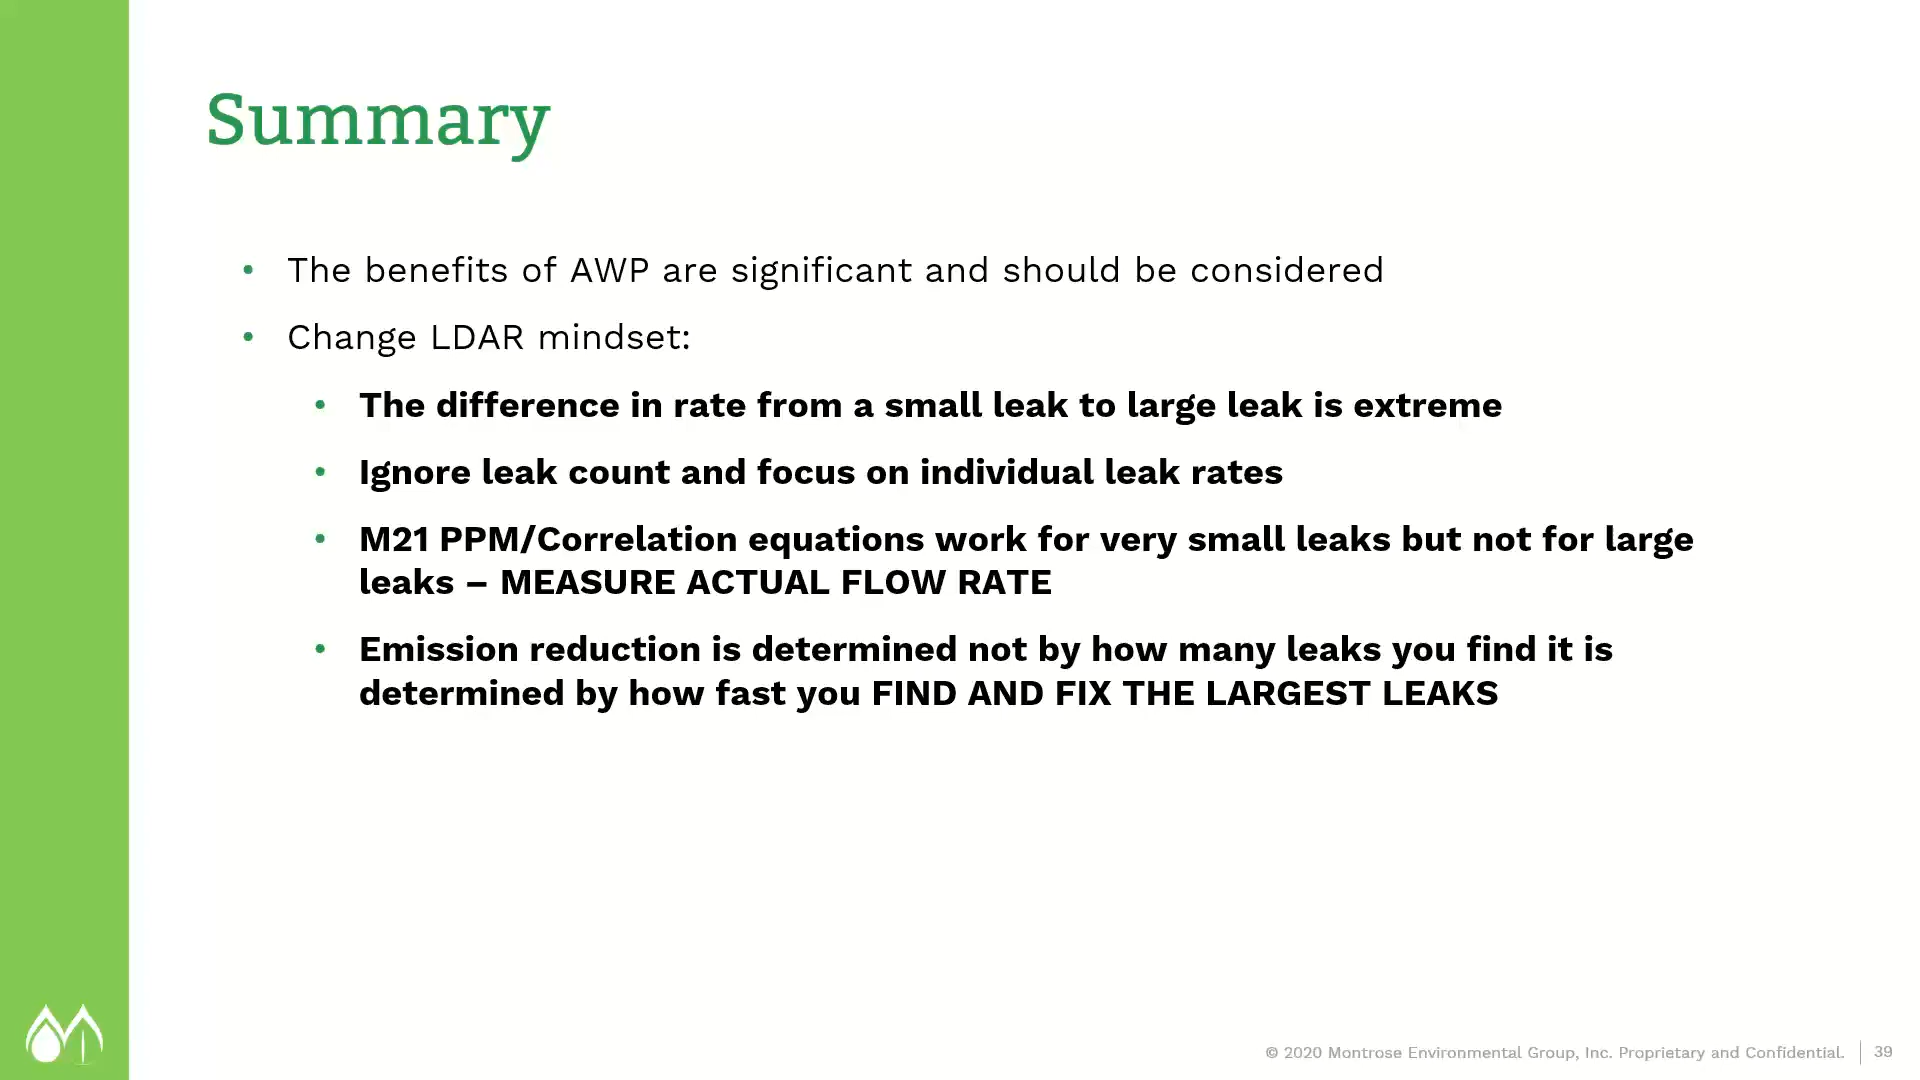 Summary
• The benefits of AWP are significant and should be considered
• Change LDAR mindset:
• The difference in rate from a small leak to large leak is extreme
• Ignore leak count and focus on individual leak rates
• M21 PPM/Correlation equations work for very small leaks but not for large
leaks – MEASURE ACTUAL FLOW RATE
• Emission reduction is determined not by how many leaks you find it is
determined by how fast you FIND AND FIX THE LARGEST LEAKS
© 2020 Montrose Environmental Group, Inc. Proprietary and Confidential. 39